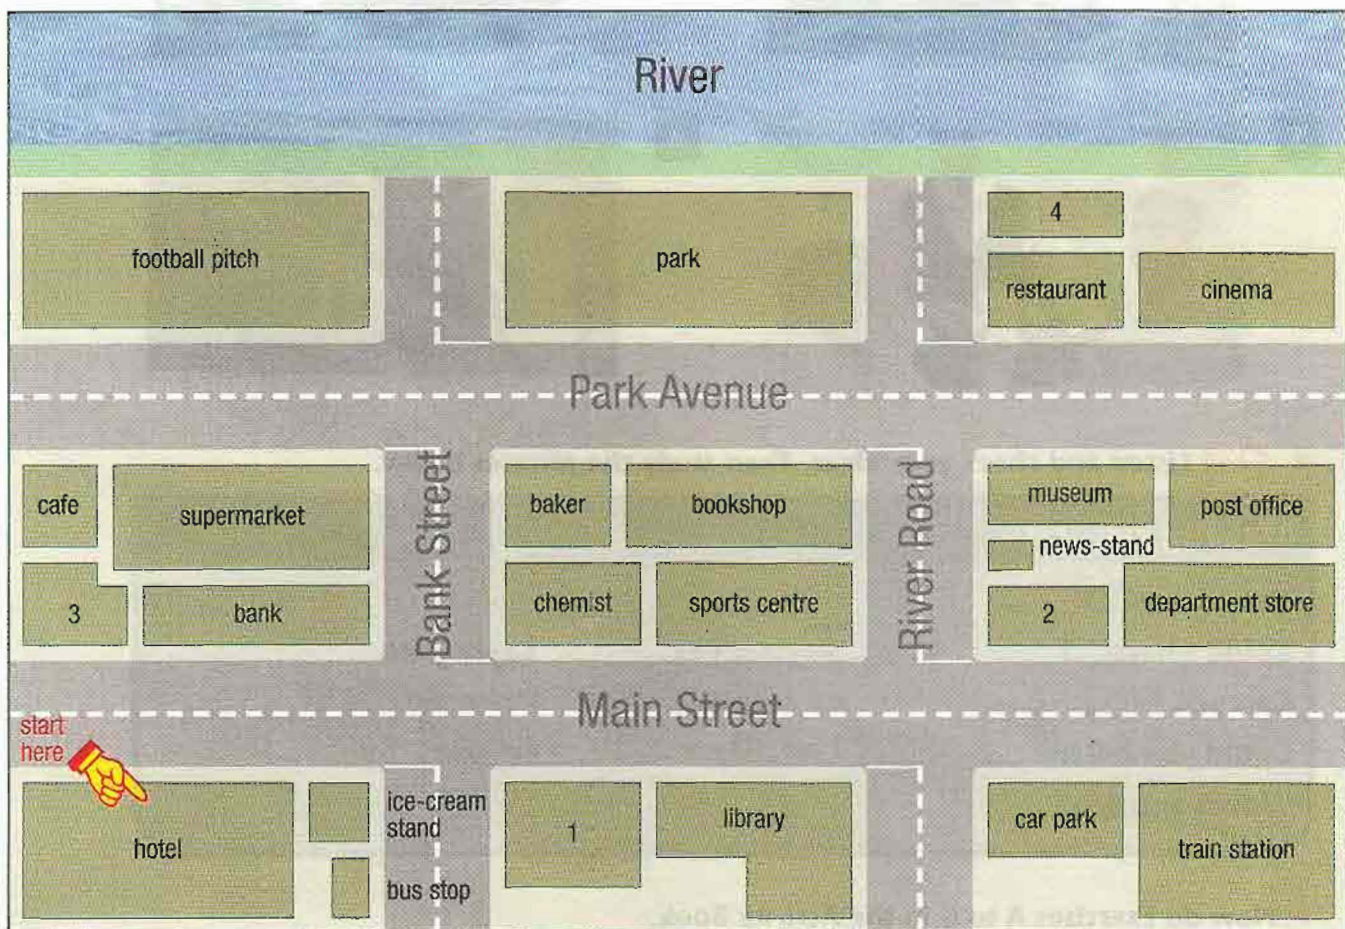 River
football pitch
park
4
restaurant
cinema
Park Avenue
Bank Street
River Road
cafe
supermarket
baker
bookshop
museum
post office
news-stand
3
bank
chemist
sports centre
2
department store
Main Street
start
here
hotel
ice-cream
stand
bus stop
1
library
car park
train station